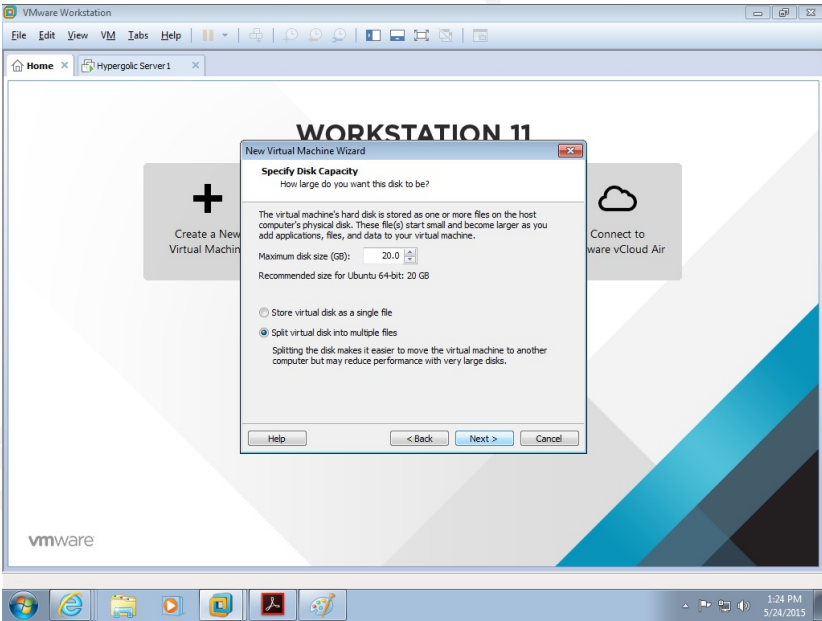 VMware Workstation
File Edit View VM Tabs Help
Home Hypergolic Server1
WORKSTATION 11
New Virtual Machine Wizard
Specify Disk Capacity
How large do you want this disk to be?
The virtual machine's hard disk is stored as one or more files on the host
computer's physical disk. These file(s) start small and become larger as you
add applications, files, and data to your virtual machine.
Maximum disk size (GB): 20.0
Recommended size for Ubuntu 64-bit: 20 GB
Store virtual disk as a single file
Split virtual disk into multiple files
Splitting the disk makes it easier to move the virtual machine to another
computer but may reduce performance with very large disks.
Help < Back Next > Cancel
Create a New
Virtual Machin
Connect to
ware vCloud Air
vmware
1:24 PM
5/24/2015